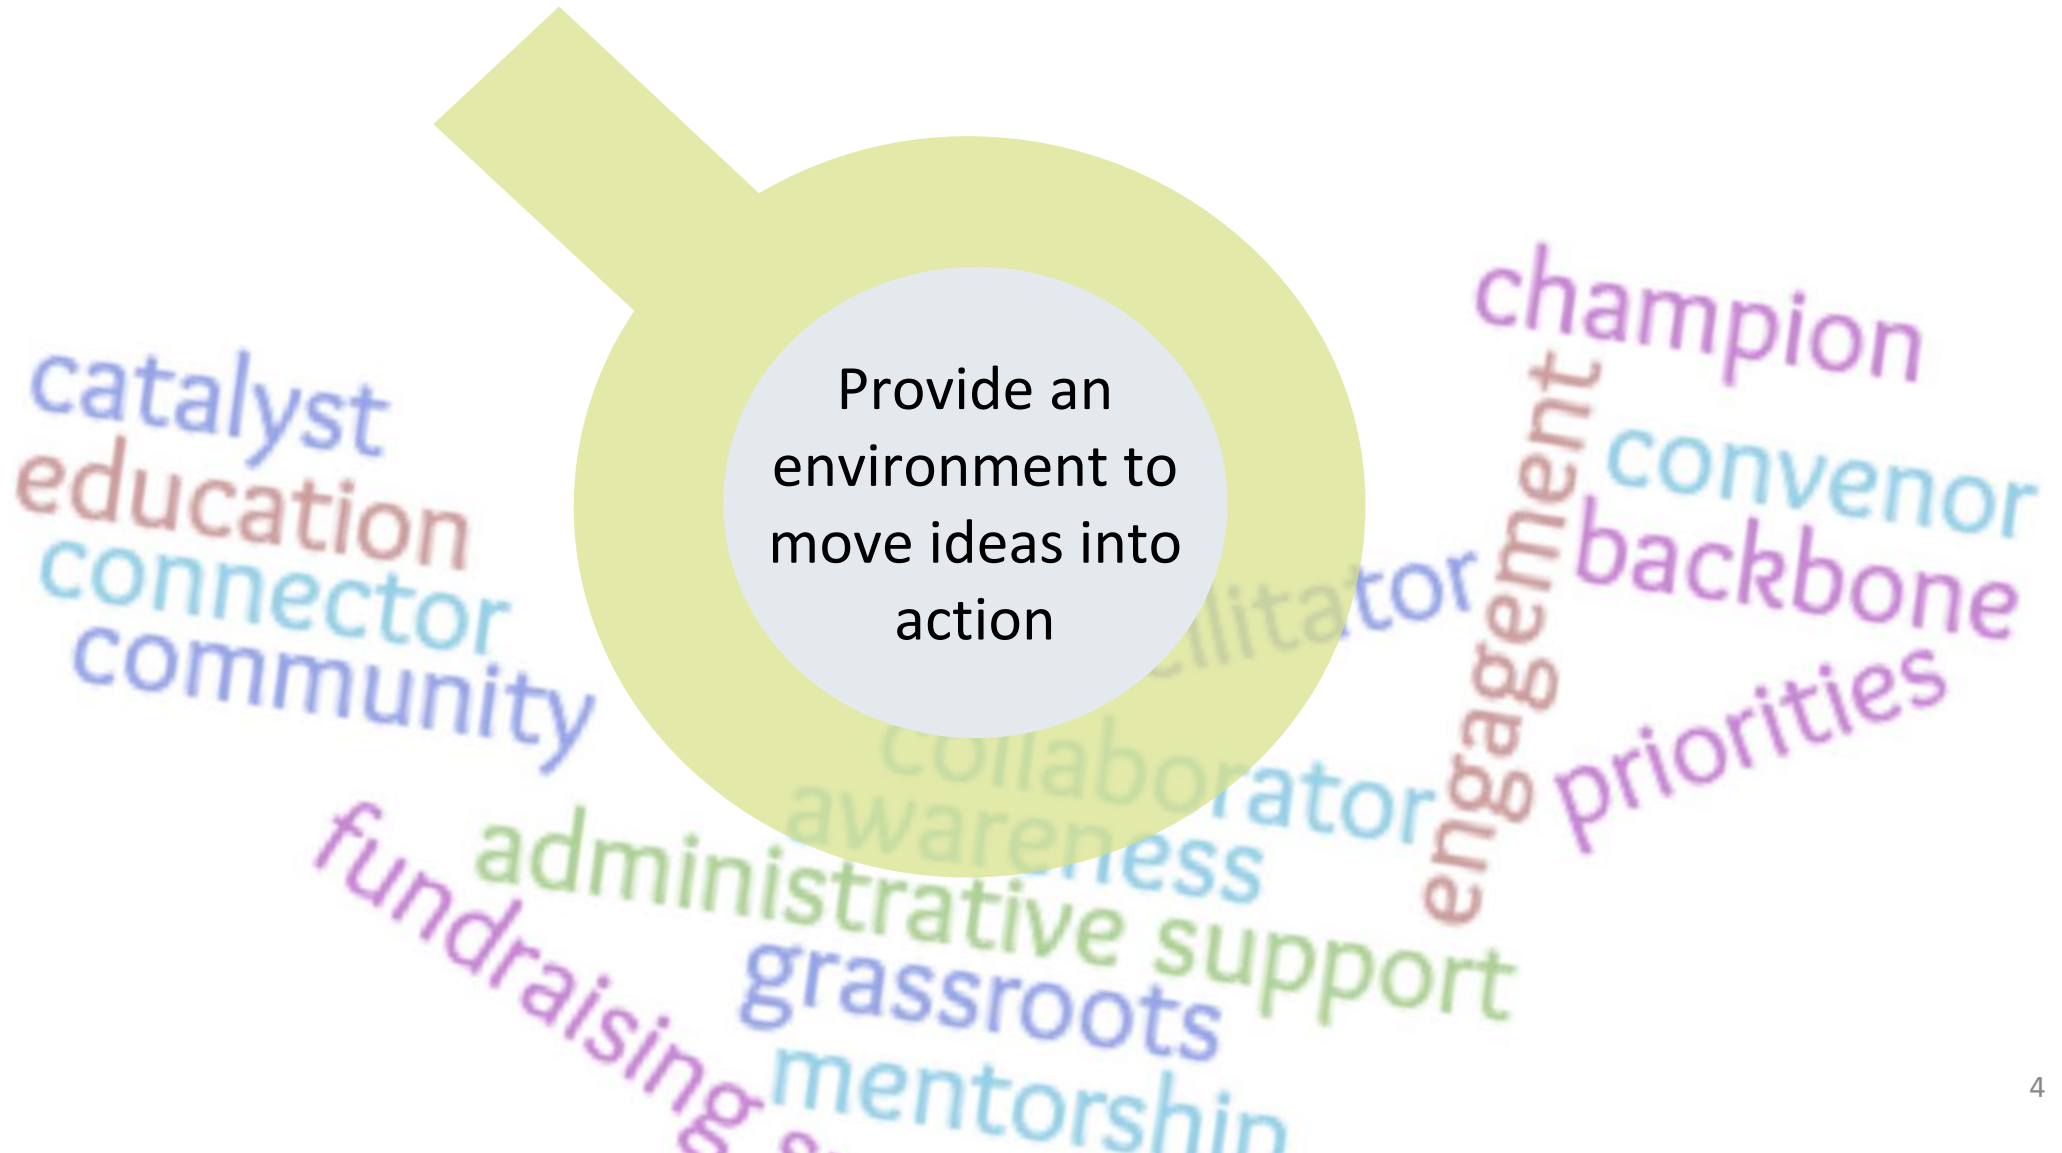 Provide an
environment to
move ideas into
action
catalyst
education
connector
community
champion
engagement
convenor
backbone
priorities
collaborator
awareness
administrative support
grassroots
fundraising
mentorship
4